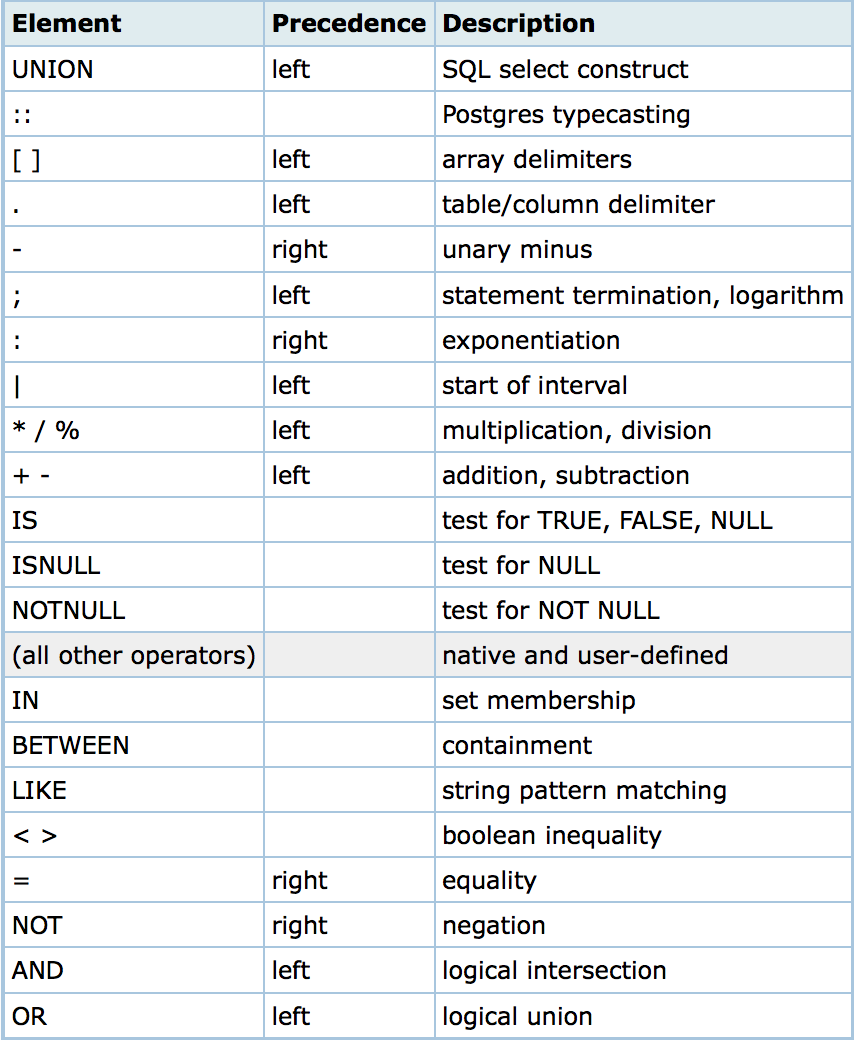 Element Precedence Description
UNION left SQL select construct
:: Postgres typecasting
[ ] left array delimiters
. left table/column delimiter
- right unary minus
; left statement termination, logarithm
: right exponentiation
| left start of interval
* / % left multiplication, division
+ - left addition, subtraction
IS test for TRUE, FALSE, NULL
ISNULL test for NULL
NOTNULL test for NOT NULL
(all other operators) native and user-defined
IN set membership
BETWEEN containment
LIKE string pattern matching
< > boolean inequality
= right equality
NOT right negation
AND left logical intersection
OR left logical union